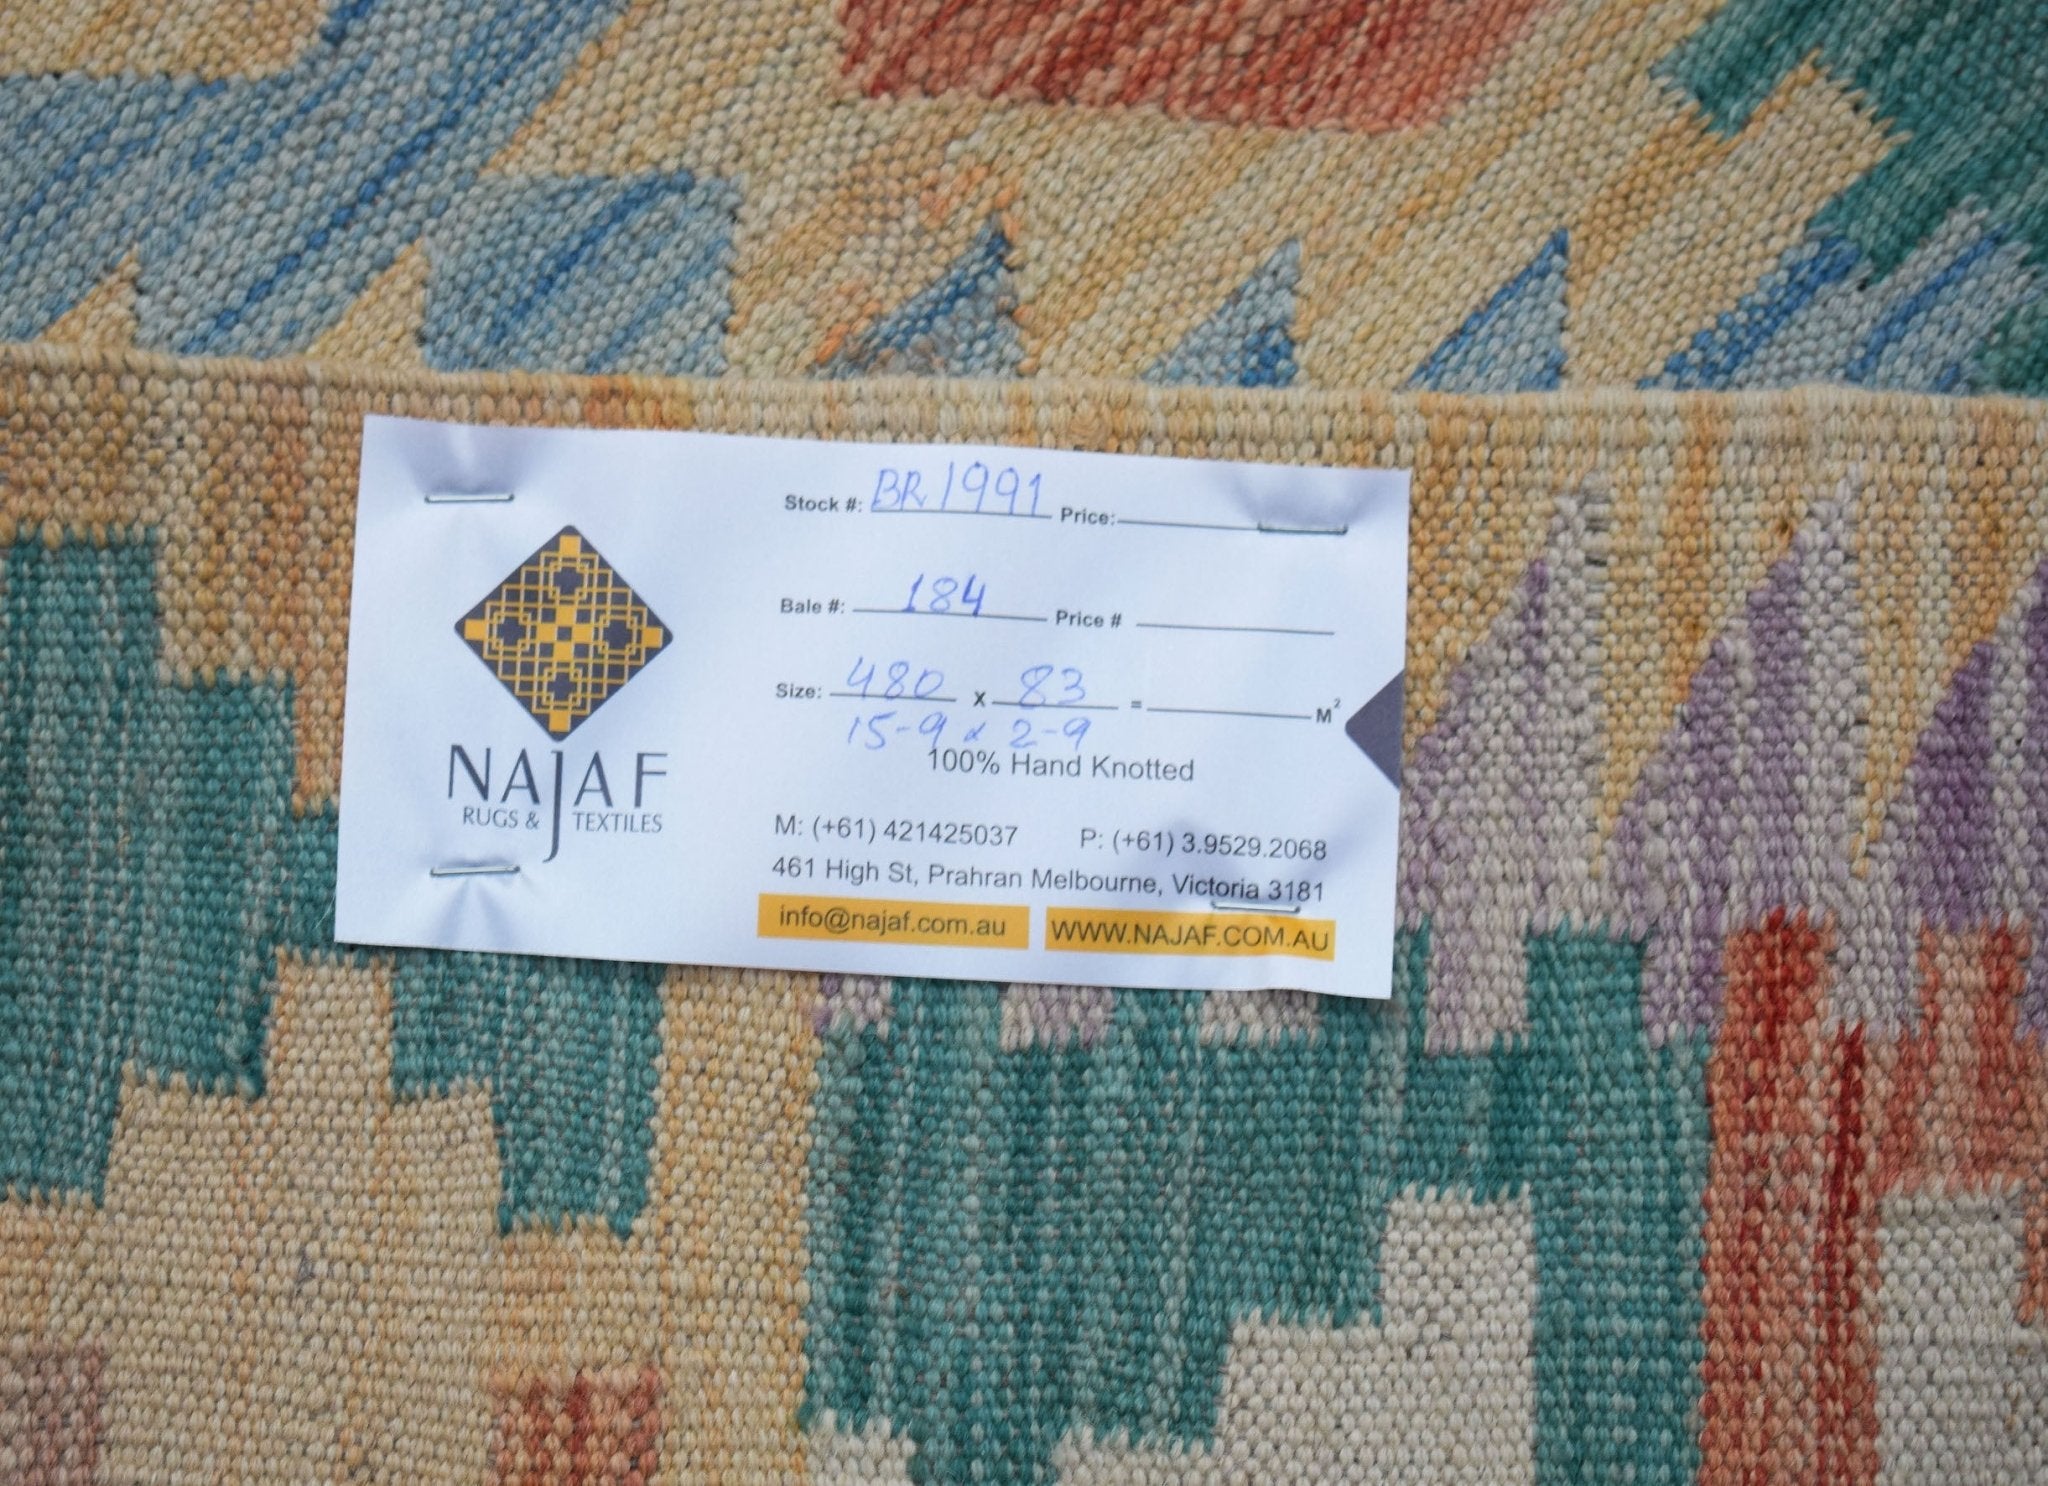 Stock #: BR1991 Price:
Bale #: 184 Price #
Size: 480 x 83 = M²
15-9 x 2-9
100% Hand Knotted
NAJAF
RUGS & TEXTILES
M: (+61) 421425037 P: (+61) 3.9529.2068
461 High St, Prahran Melbourne, Victoria 3181
info@najaf.com.au WWW.NAJAF.COM.AU